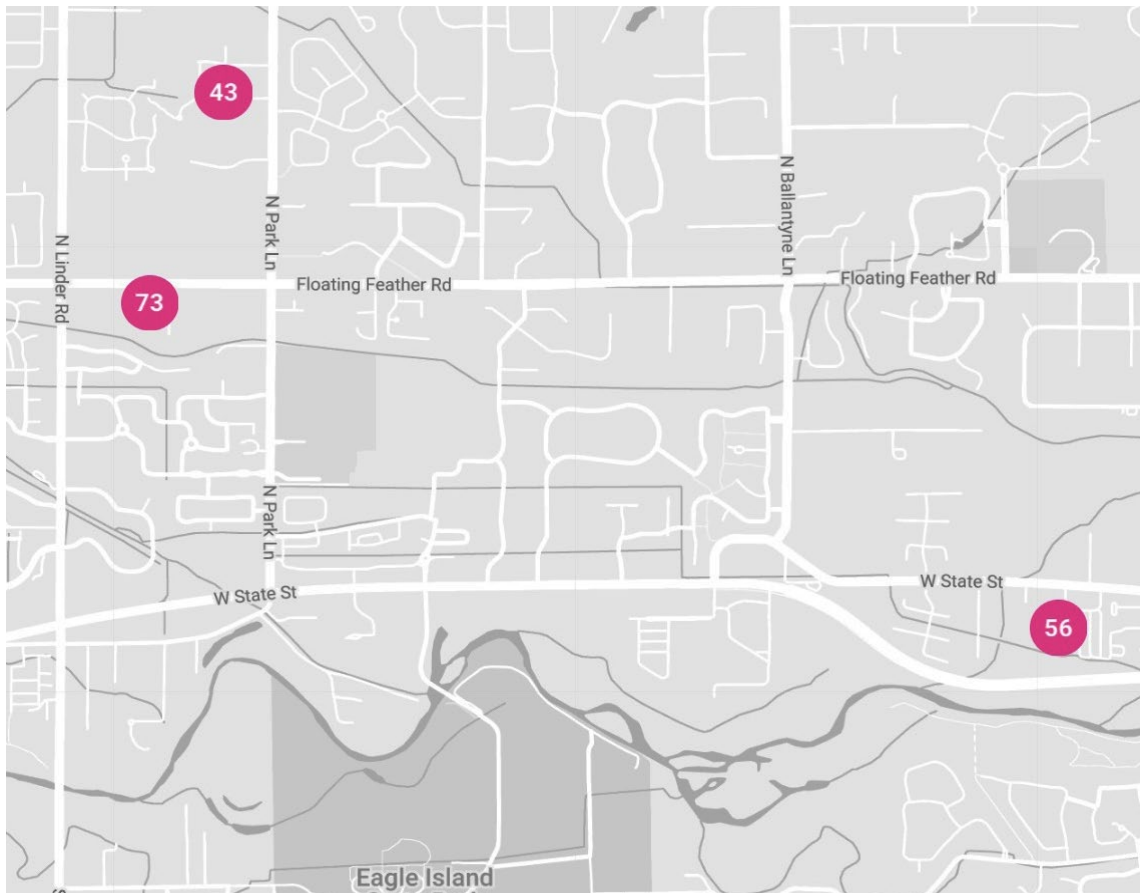 43
N Park Ln
N Ballantyne Ln
N Linder Rd
Floating Feather Rd
Floating Feather Rd
73
N Park Ln
W State St
W State St
56
Eagle Island